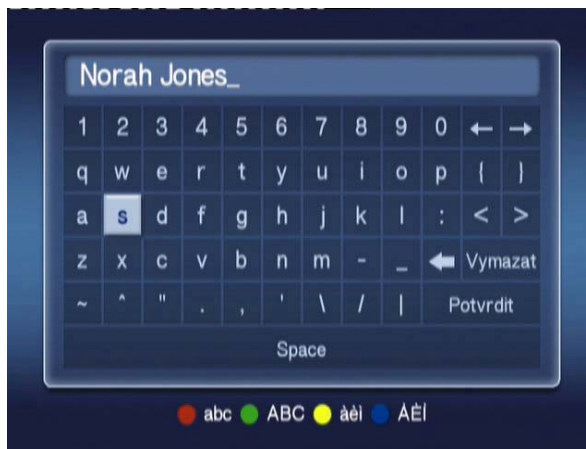 Norah Jones_
1 2 3 4 5 6 7 8 9 0 ← →
q w e r t y u i o p { }
a s d f g h j k l : < >
z x c v b n m - _ ⬅ Vymazat
~ ^ " . , ' \ / | Potvrdit
Space
abc ABC àèì ÀÈÌ